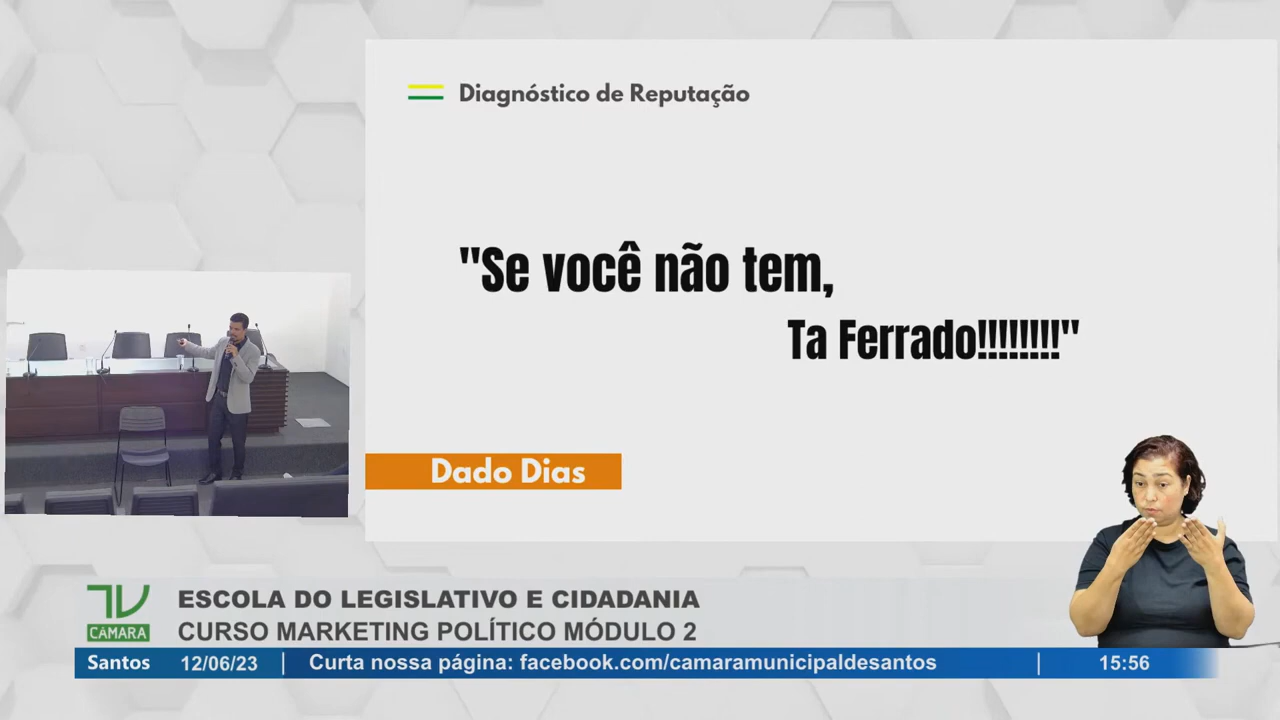 Diagnóstico de Reputação
"Se você não tem,
Ta Ferrado!!!!!!!!"
Dado Dias
TV CÂMARA
ESCOLA DO LEGISLATIVO E CIDADANIA
CURSO MARKETING POLÍTICO MÓDULO 2
Santos 12/06/23 | Curta nossa página: facebook.com/camaramunicipaldesantos | 15:56